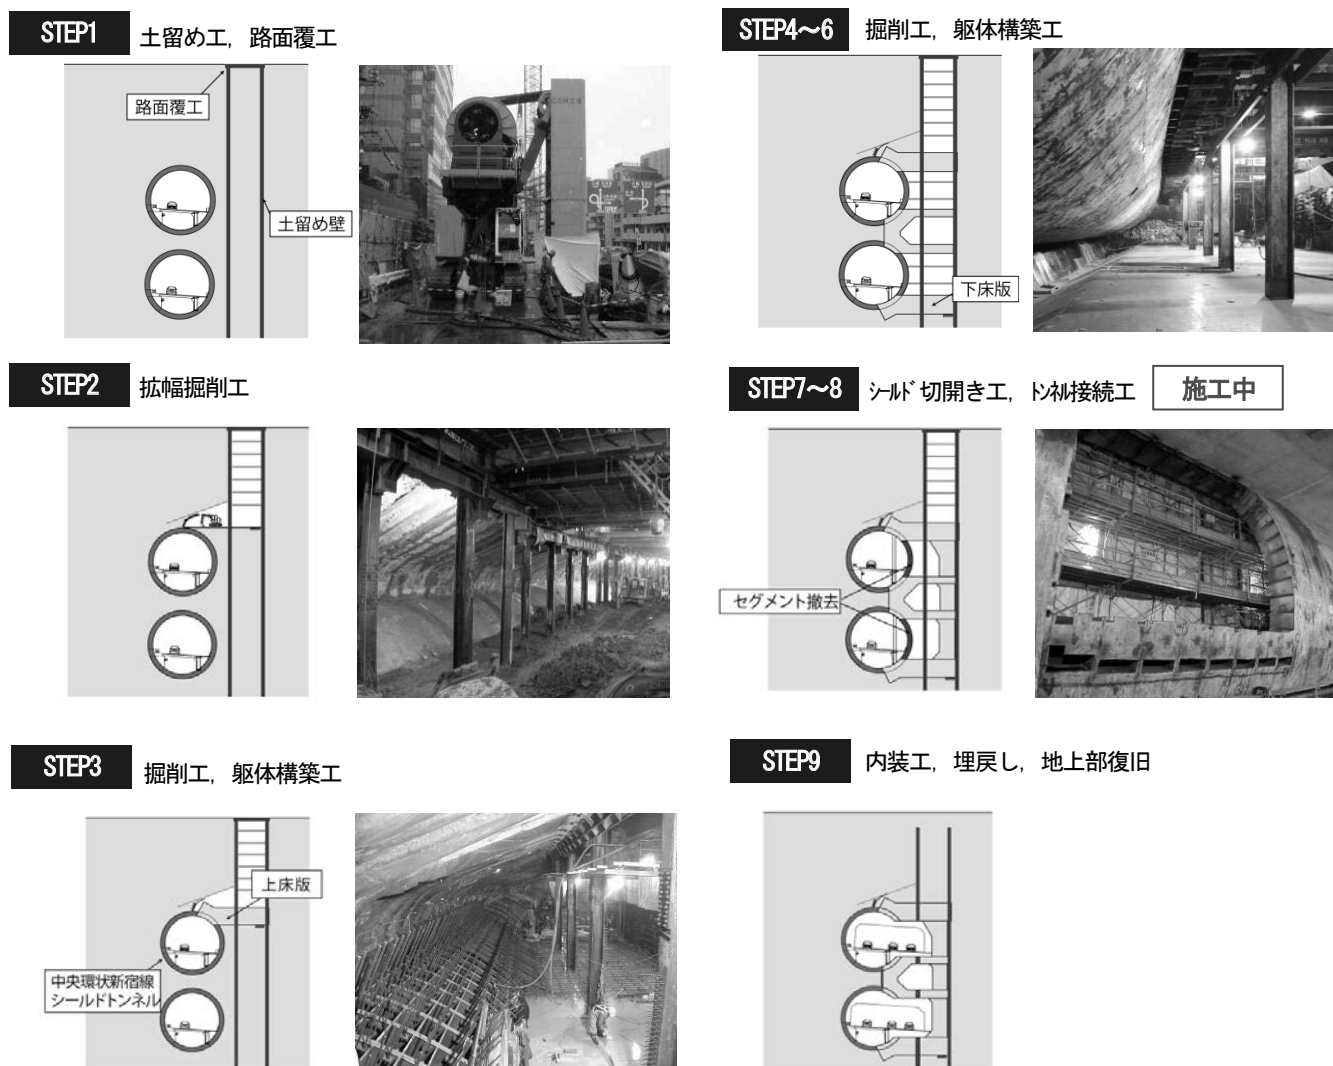 STEP1
土留め工，路面覆工
路面覆工
土留め壁
STEP2
拡幅掘削工
STEP3
掘削工，躯体構築工
上床版
中央環状新宿線
シールドトンネル
STEP4～6
掘削工，躯体構築工
下床版
STEP7～8
ｼｰﾙﾄﾞ切開き工，ﾄﾝﾈﾙ接続工
施工中
セグメント撤去
STEP9
内装工，埋戻し，地上部復旧